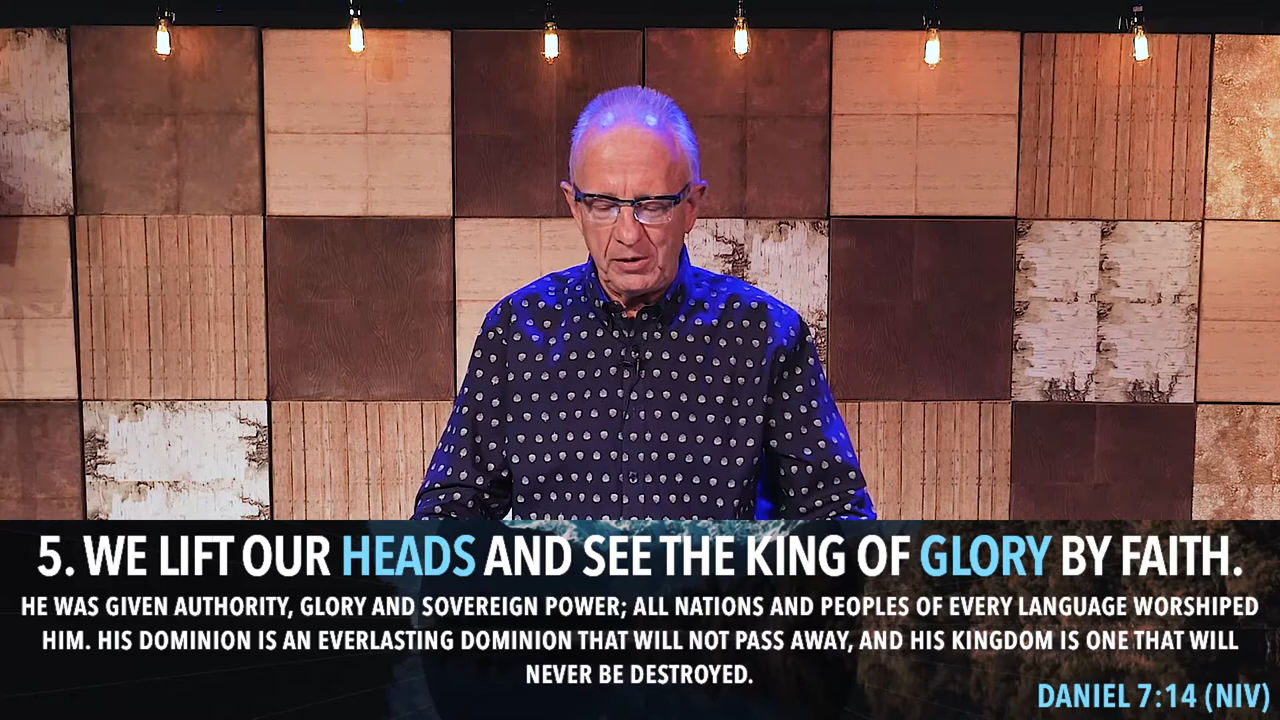 5. WE LIFT OUR HEADS AND SEE THE KING OF GLORY BY FAITH.
HE WAS GIVEN AUTHORITY, GLORY AND SOVEREIGN POWER; ALL NATIONS AND PEOPLES OF EVERY LANGUAGE WORSHIPED
HIM. HIS DOMINION IS AN EVERLASTING DOMINION THAT WILL NOT PASS AWAY, AND HIS KINGDOM IS ONE THAT WILL
NEVER BE DESTROYED.
DANIEL 7:14 (NIV)